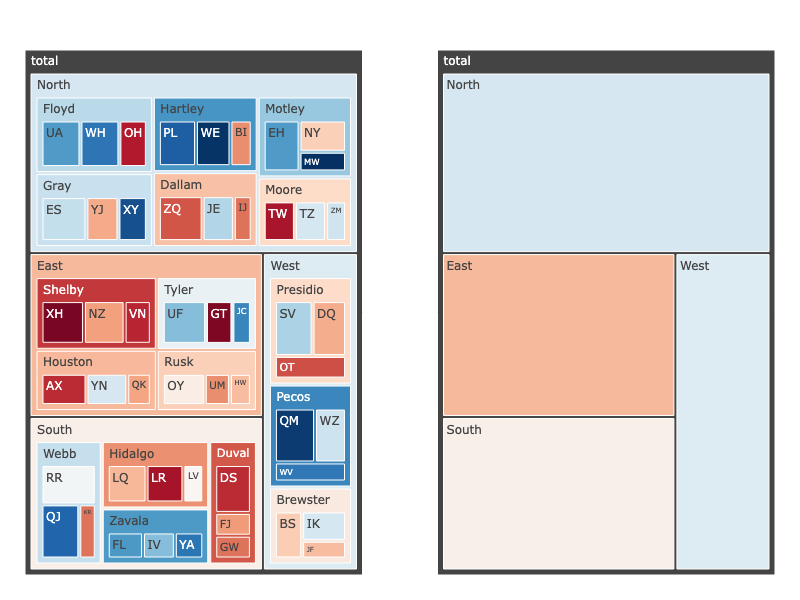 total
North
Floyd
UA
WH
OH
Hartley
PL
WE
BI
Motley
EH
NY
MW
Gray
ES
YJ
XY
Dallam
ZQ
JE
IJ
Moore
TW
TZ
ZM
East
Shelby
XH
NZ
VN
Tyler
UF
GT
JC
Houston
AX
YN
QK
Rusk
OY
UM
HW
West
Presidio
SV
DQ
OT
Pecos
QM
WZ
WV
Brewster
BS
IK
JF
South
Webb
RR
QJ
KR
Hidalgo
LQ
LR
LV
Zavala
FL
IV
YA
Duval
DS
FJ
GW
total
North
East
West
South